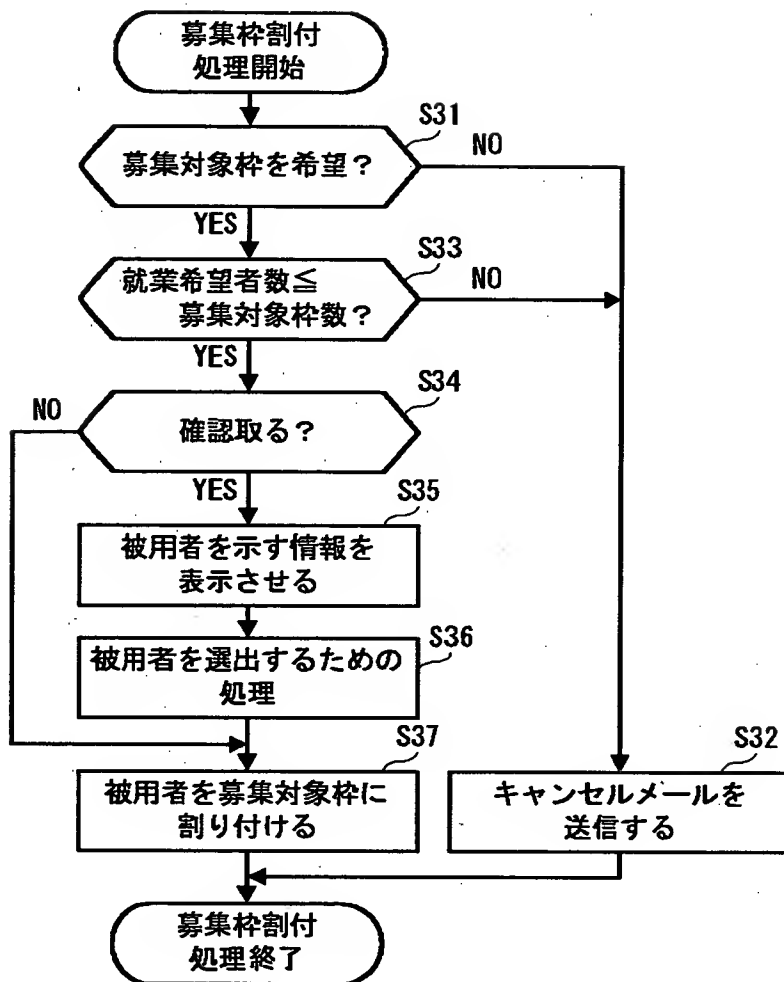 募集枠割付
処理開始
S31
募集対象枠を希望?
NO
YES
S33
就業希望者数≦
募集対象枠数?
NO
YES
S34
NO
確認取る?
YES
S35
被用者を示す情報を
表示させる
S36
被用者を選出するための
処理
S37
被用者を募集対象枠に
割り付ける
S32
キャンセルメールを
送信する
募集枠割付
処理終了